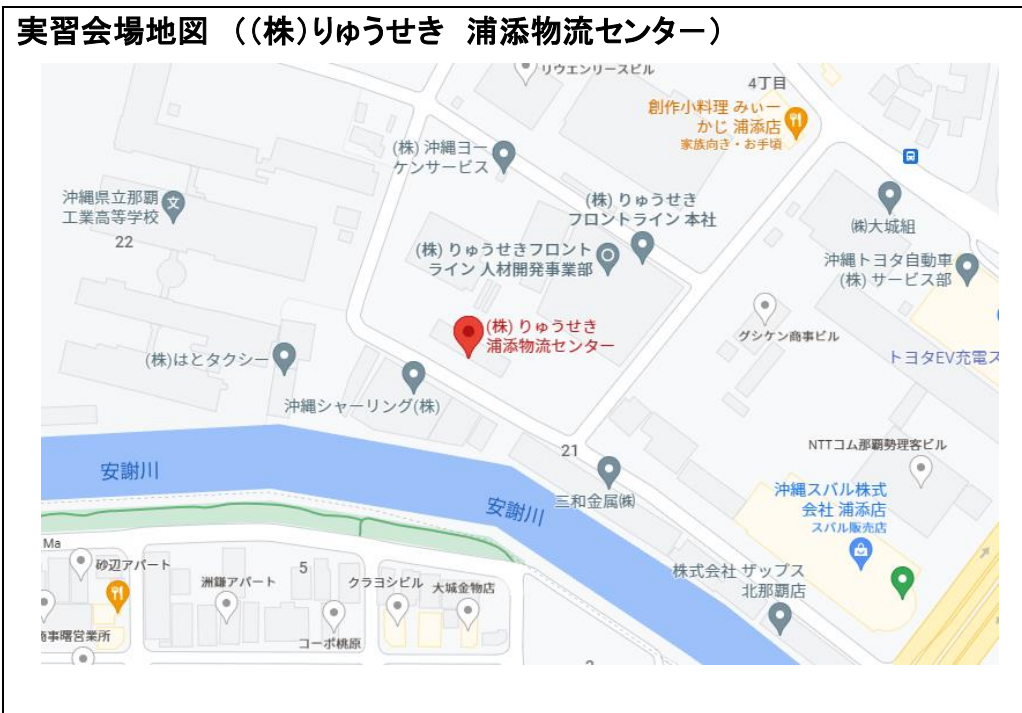 実習会場地図 ((株)りゅうせき 浦添物流センター)
リウエンリースビル
4丁目
創作小料理 みぃー
かじ 浦添店
家族向き・お手頃
(株) 沖縄ヨー
ケンサービス
沖縄県立那覇
工業高等学校
22
(株) りゅうせき
フロントライン 本社
(株) りゅうせきフロント
ライン 人材開発事業部
㈱大城組
沖縄トヨタ自動車
(株) サービス部
(株) りゅうせき
浦添物流センター
グシケン商事ビル
トヨタEV充電ス
(株)はとタクシー
沖縄シャーリング(株)
21
NTTコム那覇勢理客ビル
安謝川
安謝川
三和金属㈱
沖縄スバル株式
会社 浦添店
スバル販売店
Ma
砂辺アパート
洲鎌アパート
5
クラヨシビル
大城金物店
株式会社 ザップス
北那覇店
商事曙営業所
コーポ桃原